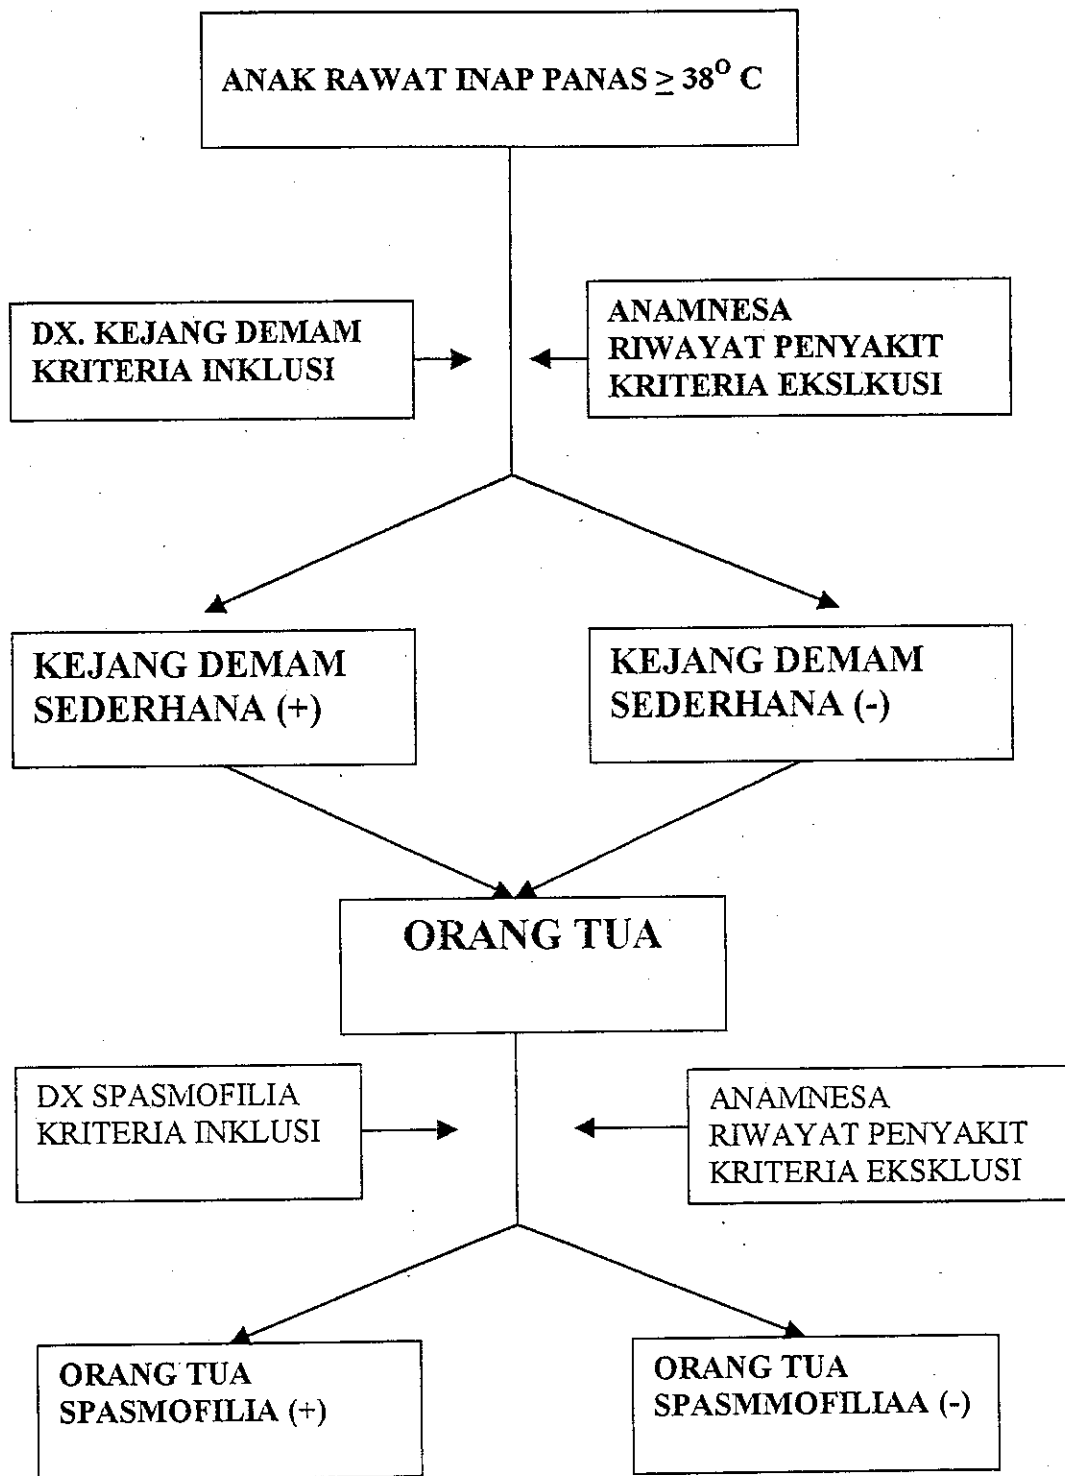 ANAK RAWAT INAP PANAS ≥ 38° C
DX. KEJANG DEMAM
KRITERIA INKLUSI
ANAMNESA
RIWAYAT PENYAKIT
KRITERIA EKSLKUSI
KEJANG DEMAM
SEDERHANA (+)
KEJANG DEMAM
SEDERHANA (-)
ORANG TUA
DX SPASMOFILIA
KRITERIA INKLUSI
ANAMNESA
RIWAYAT PENYAKIT
KRITERIA EKSKLUSI
ORANG TUA
SPASMOFILIA (+)
ORANG TUA
SPASMMOFILIAA (-)